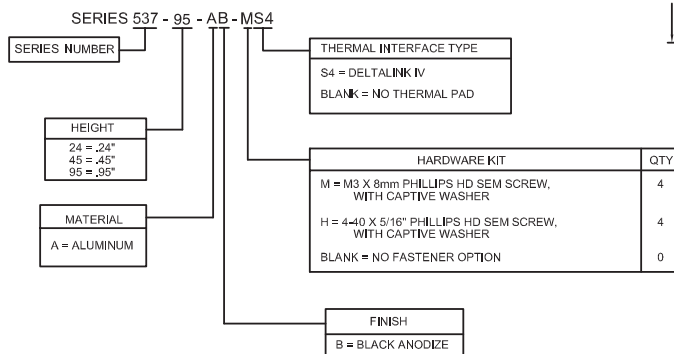 SERIES 537 - 95 - AB - MS4
SERIES NUMBER
THERMAL INTERFACE TYPE
S4 = DELTALINK IV
BLANK = NO THERMAL PAD
HEIGHT
24 = .24"
45 = .45"
95 = .95"
HARDWARE KIT QTY
M = M3 X 8mm PHILLIPS HD SEM SCREW, 4
WITH CAPTIVE WASHER
H = 4-40 X 5/16" PHILLIPS HD SEM SCREW, 4
WITH CAPTIVE WASHER
BLANK = NO FASTENER OPTION 0
MATERIAL
A = ALUMINUM
FINISH
B = BLACK ANODIZE